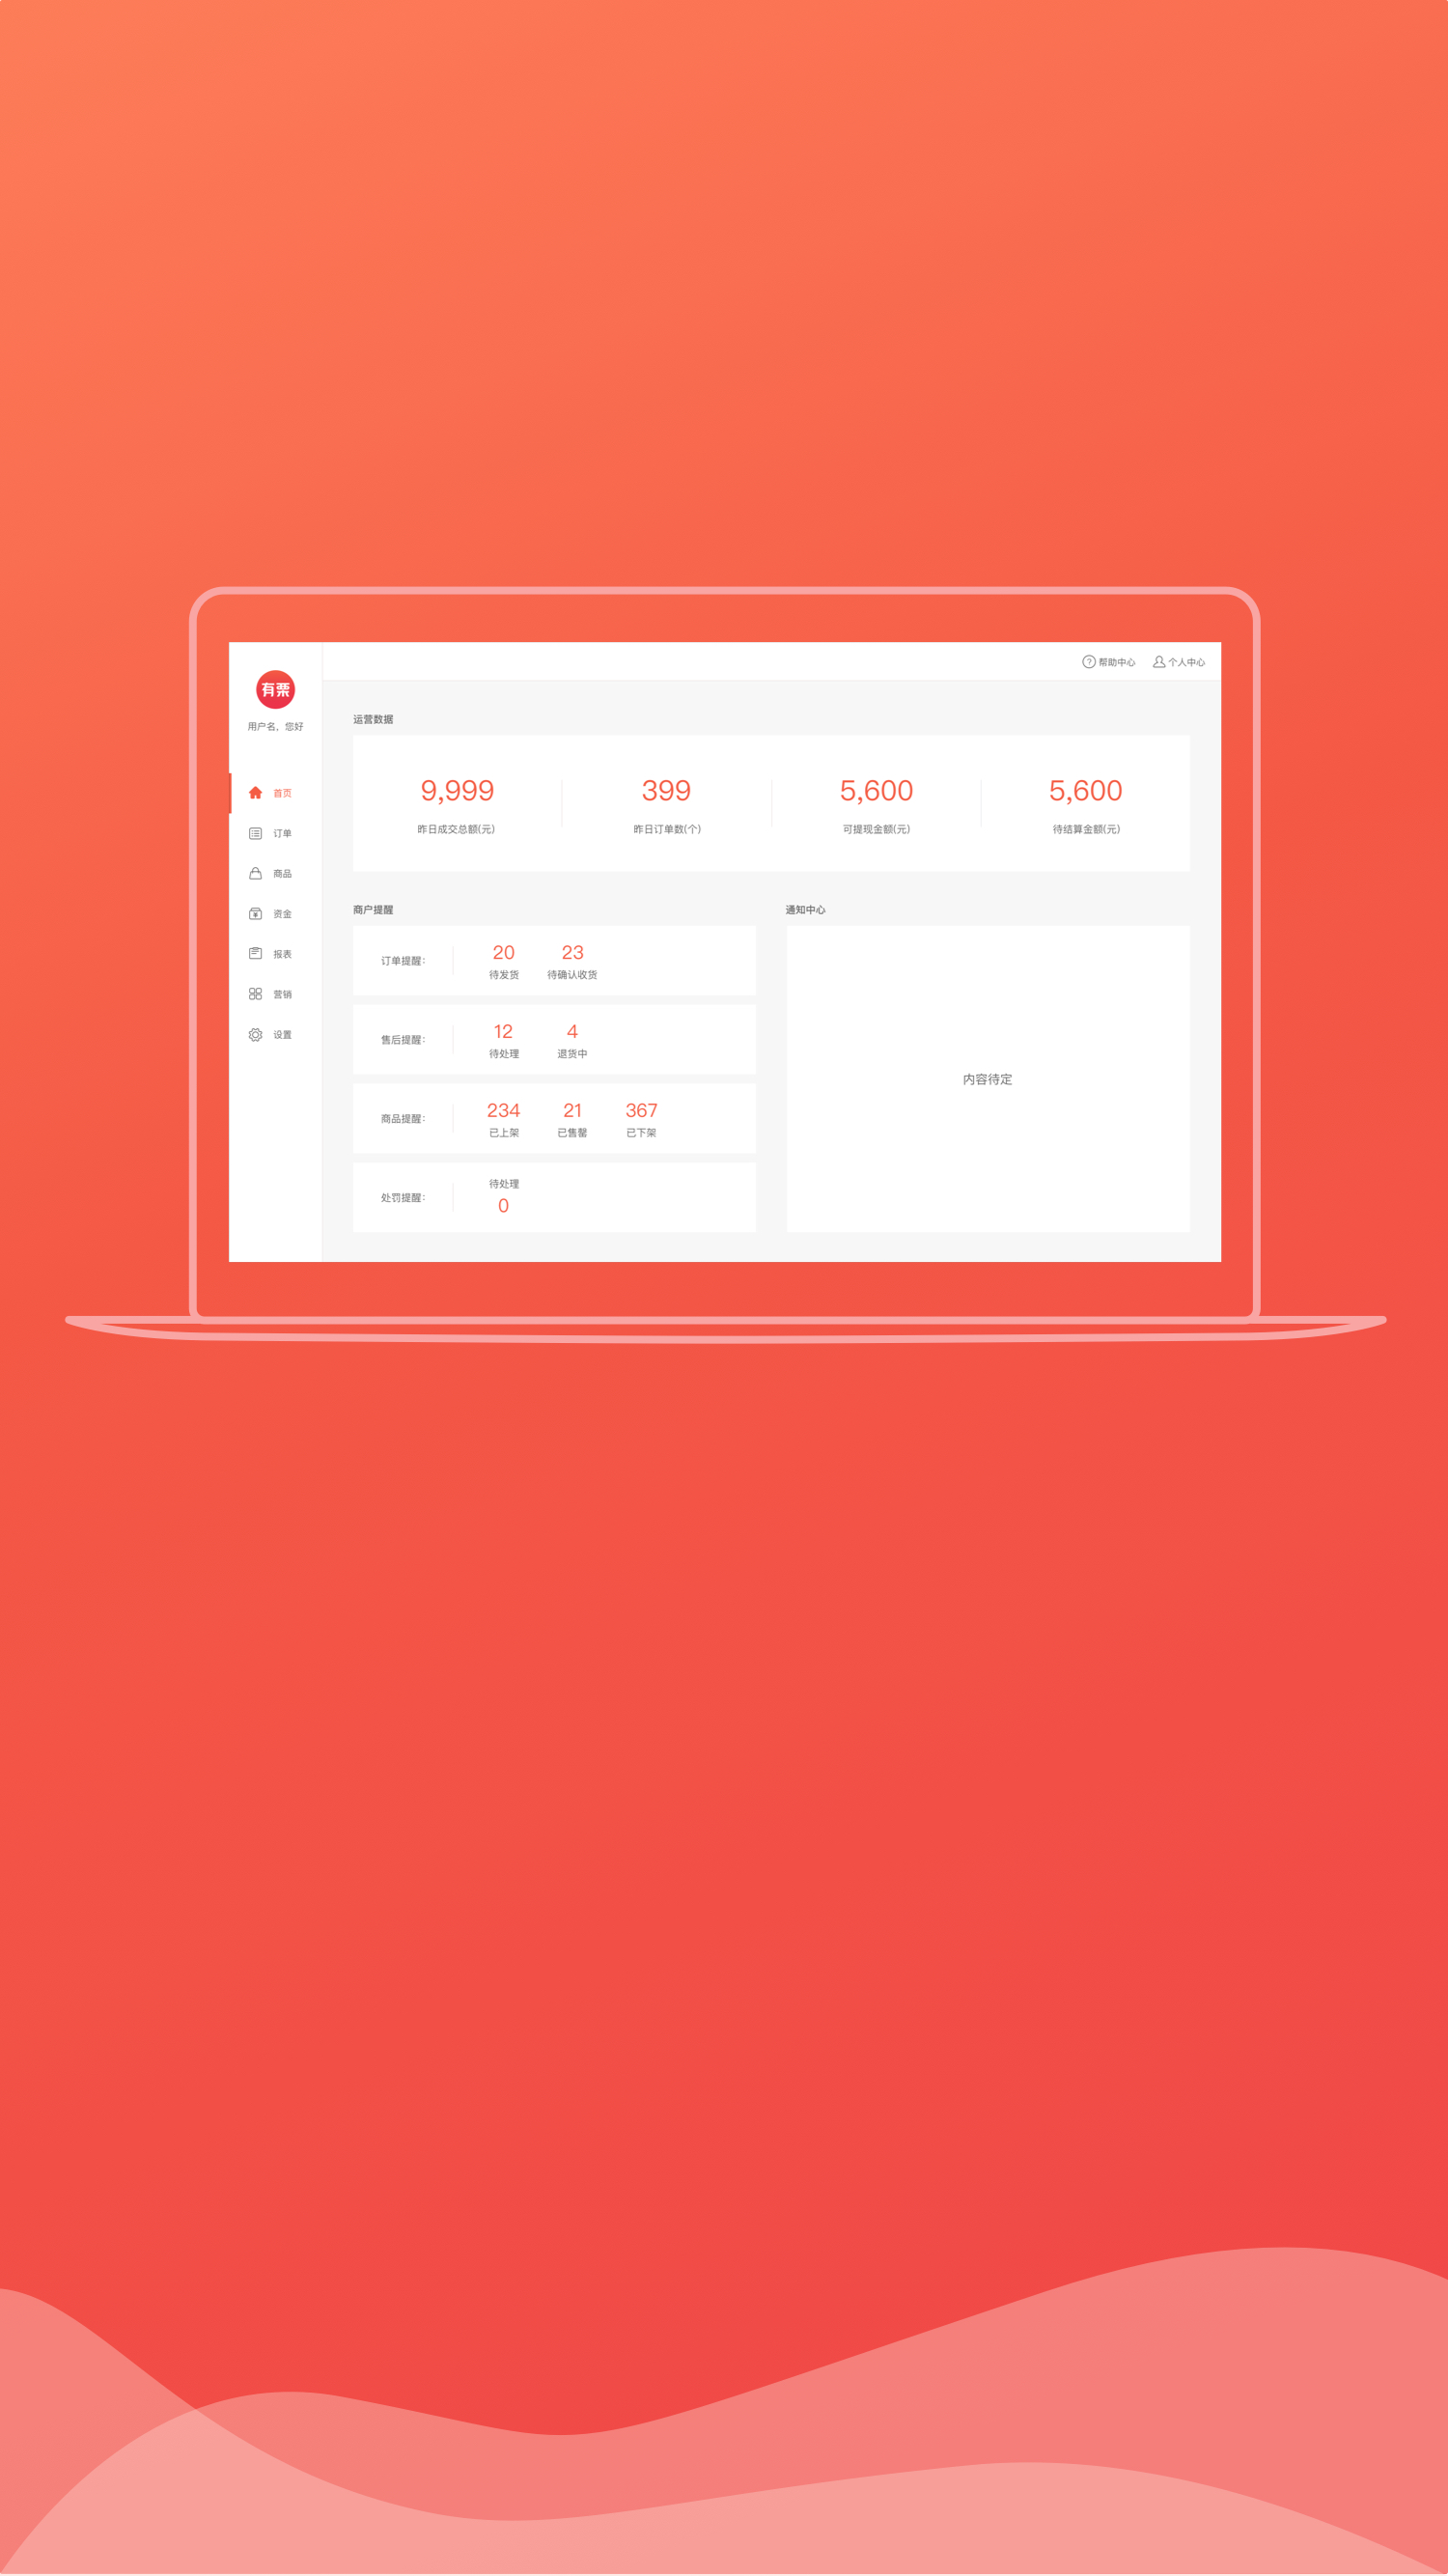 帮助中心 个人中心
有栗
用户名，您好
首页
订单
商品
资金
报表
营销
设置
运营数据
9,999 399 5,600 5,600
昨日成交总额(元) 昨日订单数(个) 可提现金额(元) 待结算金额(元)
商户提醒
订单提醒：
20 23
待发货 待确认收货
售后提醒：
12 4
待处理 退货中
商品提醒：
234 21 367
已上架 已售罄 已下架
处罚提醒：
待处理
0
通知中心
内容待定